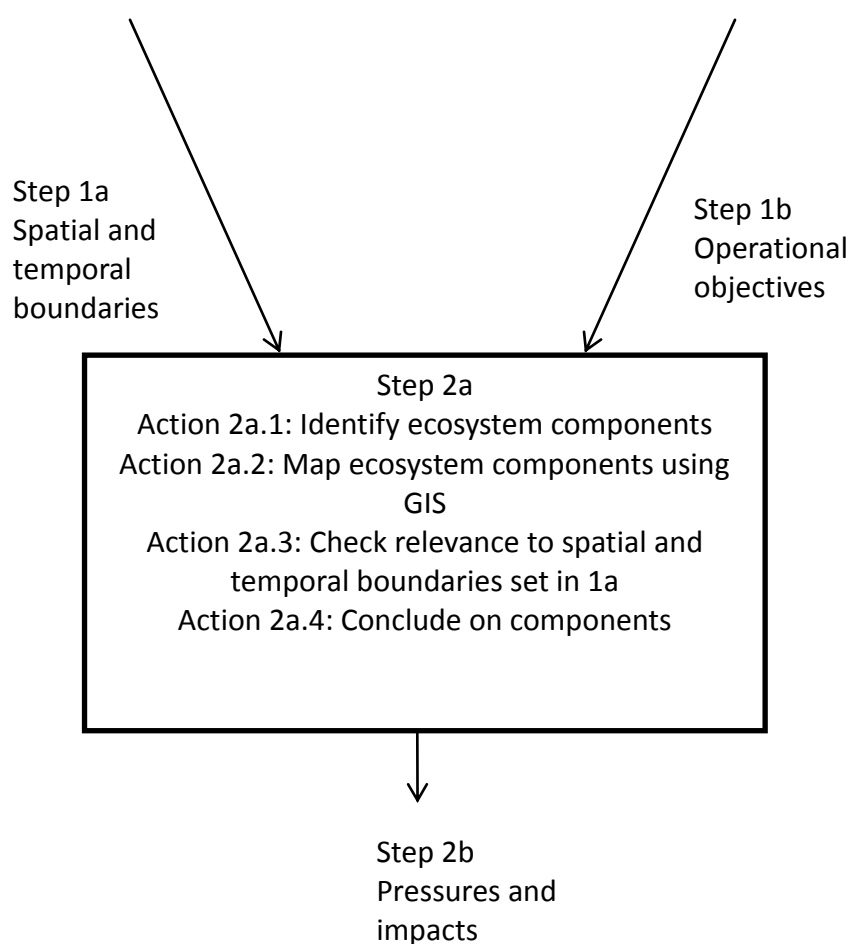 Step 1a
Spatial and
temporal
boundaries
Step 1b
Operational
objectives
Step 2a
Action 2a.1: Identify ecosystem components
Action 2a.2: Map ecosystem components using
GIS
Action 2a.3: Check relevance to spatial and
temporal boundaries set in 1a
Action 2a.4: Conclude on components
Step 2b
Pressures and
impacts